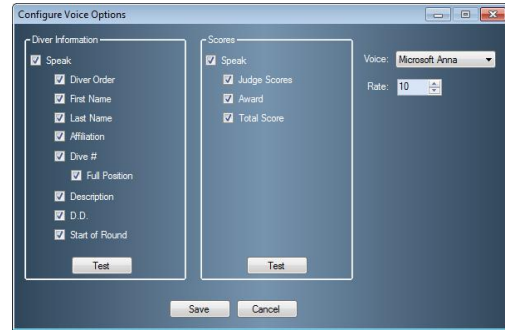 Configure Voice Options
Diver Information
Speak
Diver Order
First Name
Last Name
Affiliation
Dive #
Full Position
Description
D.D.
Start of Round
Test
Scores
Speak
Judge Scores
Award
Total Score
Test
Voice: Microsoft Anna
Rate: 10
Save Cancel